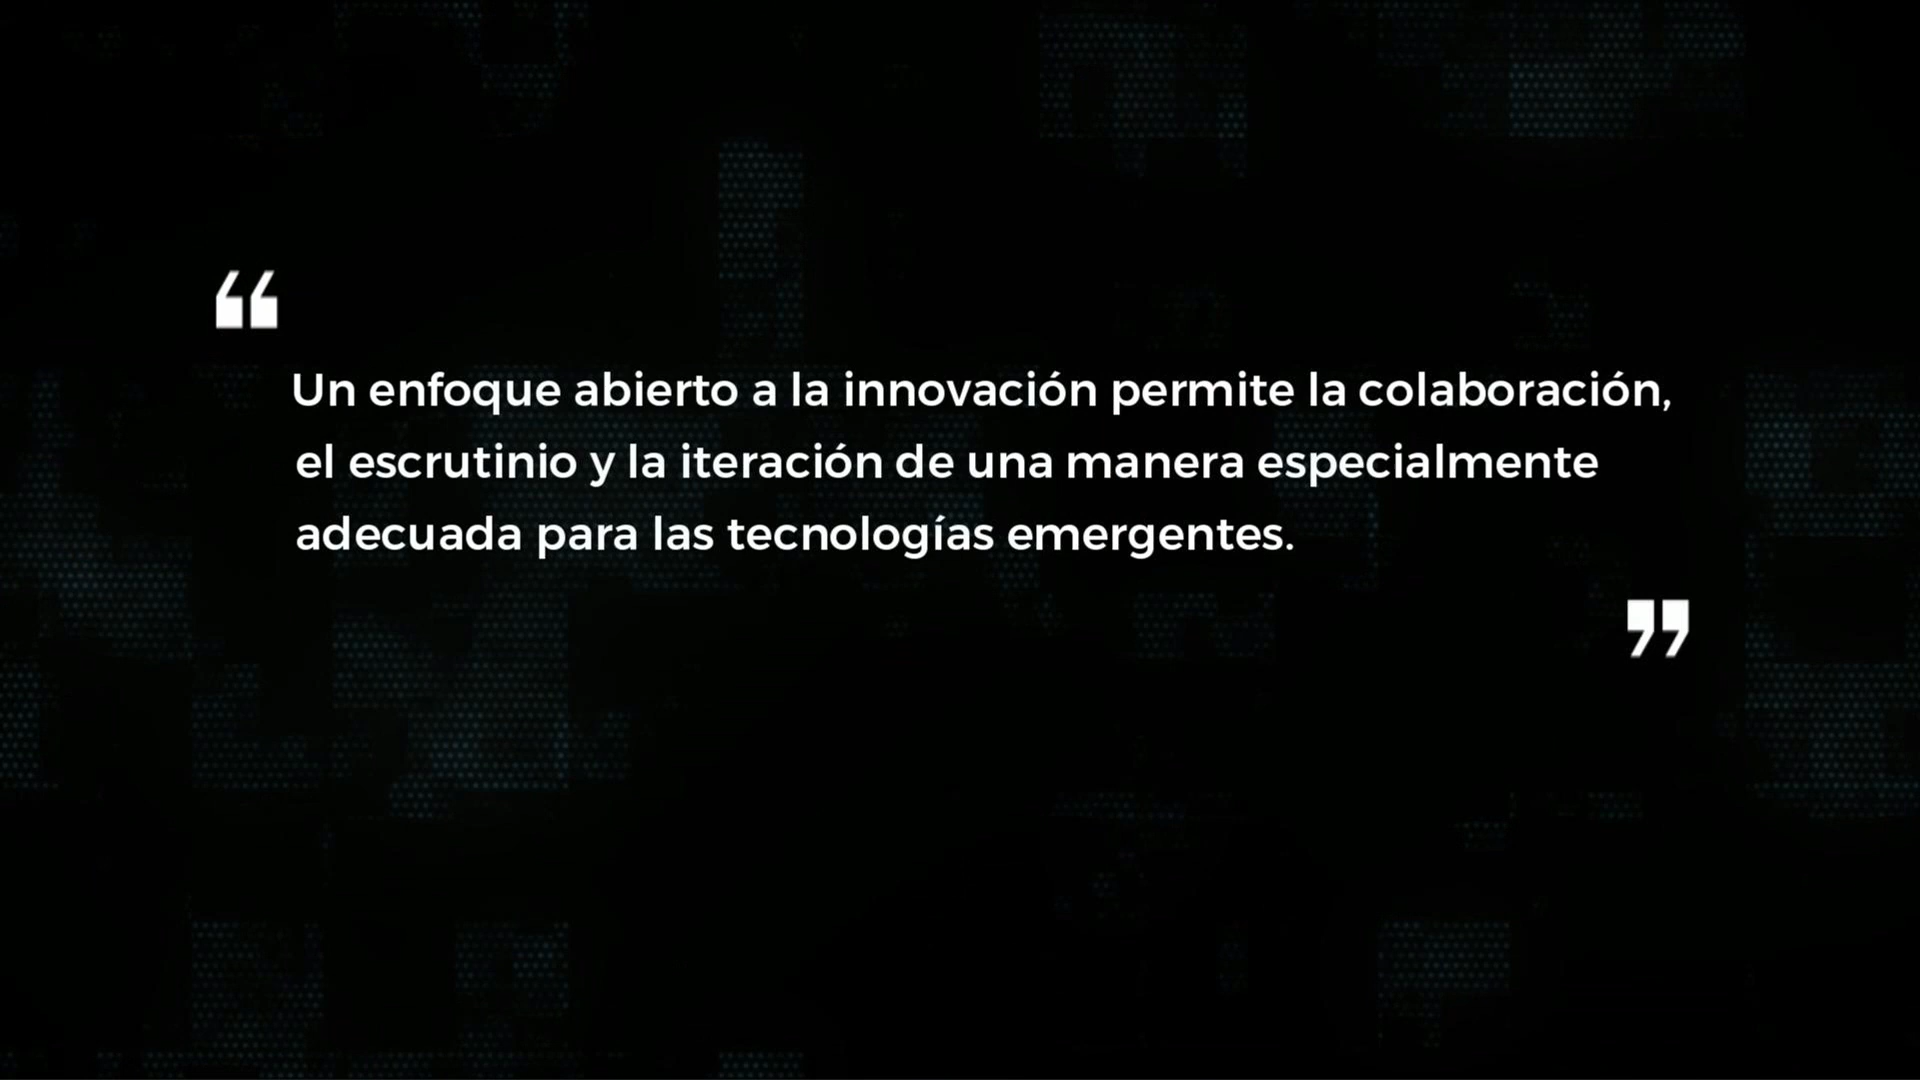 “
Un enfoque abierto a la innovación permite la colaboración,
el escrutinio y la iteración de una manera especialmente
adecuada para las tecnologías emergentes.
”